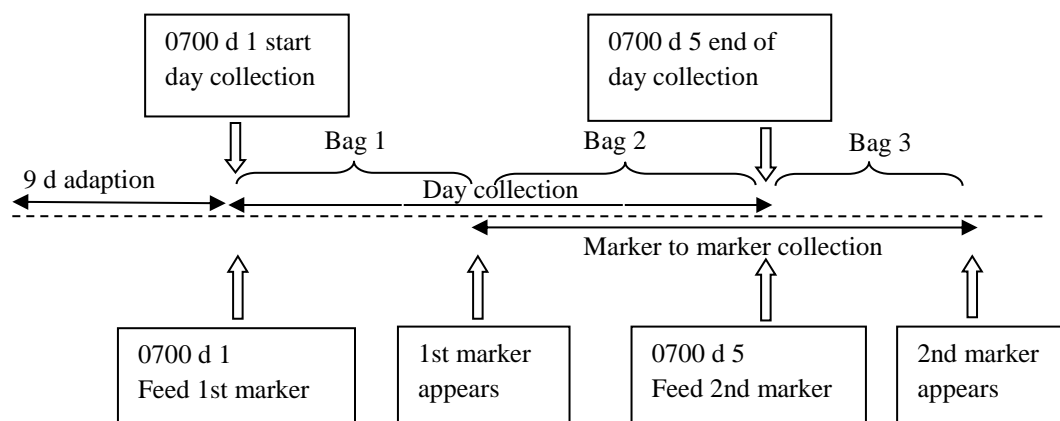 0700 d 1 start
day collection
0700 d 5 end of
day collection
Bag 1
Bag 2
Bag 3
9 d adaption
Day collection
Marker to marker collection
0700 d 1
Feed 1st marker
1st marker
appears
0700 d 5
Feed 2nd marker
2nd marker
appears